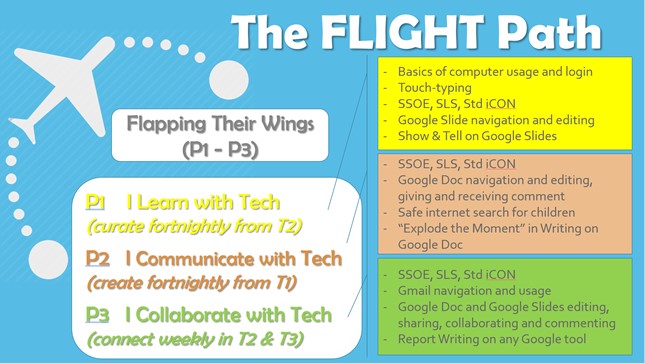 The FLIGHT Path
Flapping Their Wings
(P1 - P3)
P1 I Learn with Tech
(curate fortnightly from T2)
P2 I Communicate with Tech
(create fortnightly from T1)
P3 I Collaborate with Tech
(connect weekly in T2 & T3)
- Basics of computer usage and login
- Touch-typing
- SSOE, SLS, Std iCON
- Google Slide navigation and editing
- Show & Tell on Google Slides
- SSOE, SLS, Std iCON
- Google Doc navigation and editing,
giving and receiving comment
- Safe internet search for children
- “Explode the Moment” in Writing on
Google Doc
- SSOE, SLS, Std iCON
- Gmail navigation and usage
- Google Doc and Google Slides editing,
sharing, collaborating and commenting
- Report Writing on any Google tool